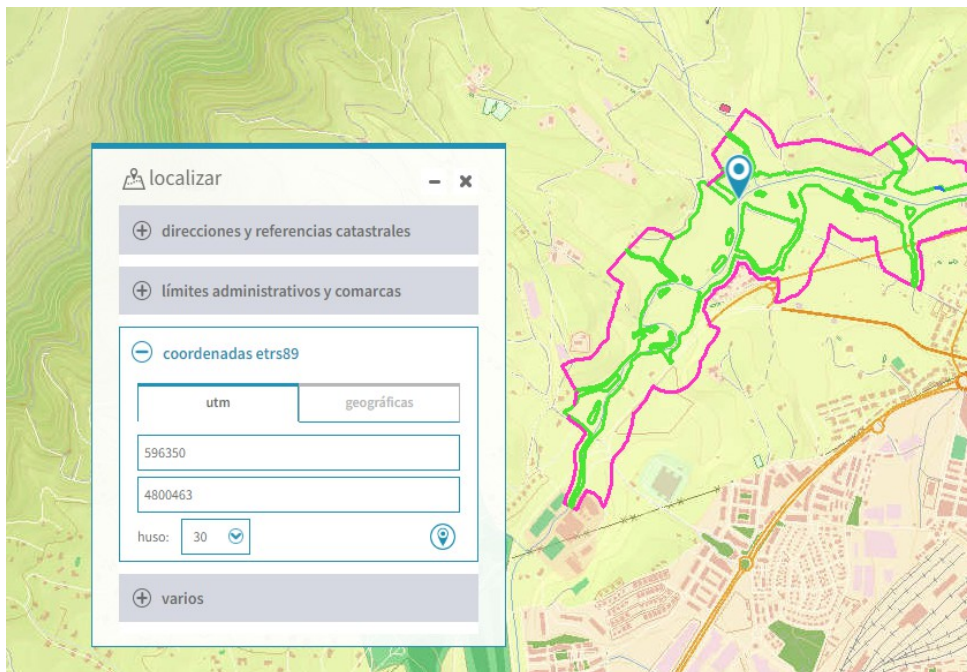 localizar
direcciones y referencias catastrales
límites administrativos y comarcas
coordenadas etrs89
utm
geográficas
596350
4800463
huso: 30
varios